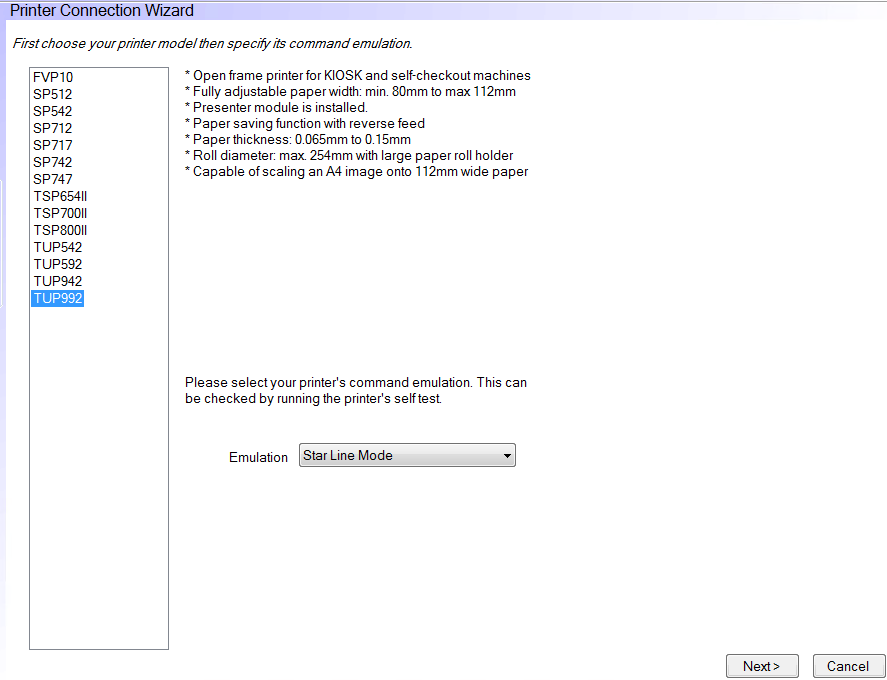 Printer Connection Wizard
First choose your printer model then specify its command emulation.
FVP10
SP512
SP542
SP712
SP717
SP742
SP747
TSP654II
TSP700II
TSP800II
TUP542
TUP592
TUP942
TUP992
* Open frame printer for KIOSK and self-checkout machines
* Fully adjustable paper width: min. 80mm to max 112mm
* Presenter module is installed.
* Paper saving function with reverse feed
* Paper thickness: 0.065mm to 0.15mm
* Roll diameter: max. 254mm with large paper roll holder
* Capable of scaling an A4 image onto 112mm wide paper
Please select your printer's command emulation. This can
be checked by running the printer's self test.
Emulation Star Line Mode
Next > Cancel